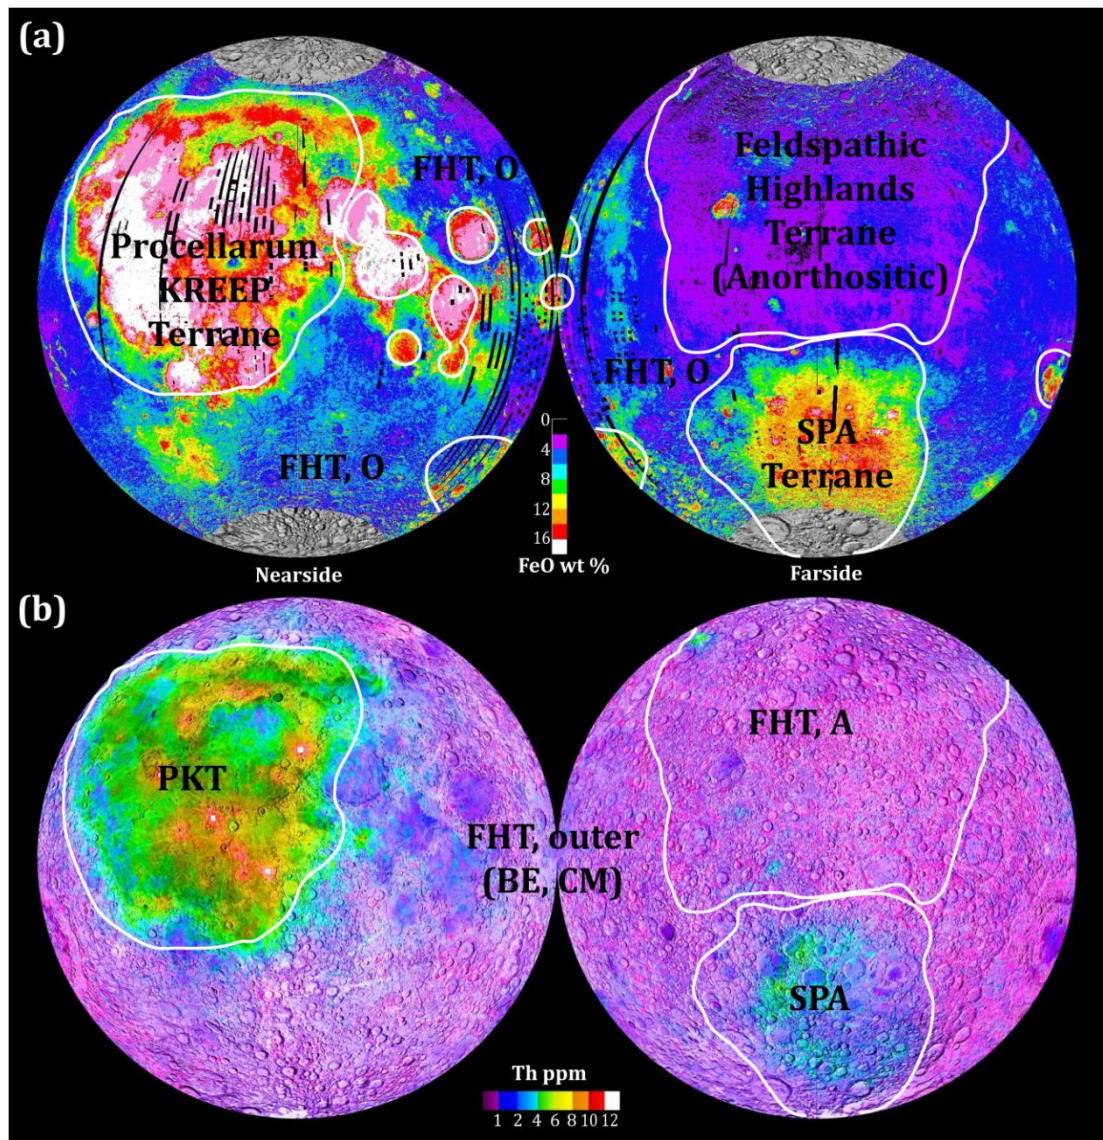 (a)
FHT, O
Procellarum
KREEP
Terrane
FHT, O
Feldspathic
Highlands
Terrane
(Anorthositic)
FHT, O
SPA
Terrane
0
4
8
12
16
FeO wt %
Nearside
Farside
(b)
PKT
FHT, outer
(BE, CM)
FHT, A
SPA
Th ppm
1 2 4 6 8 10 12